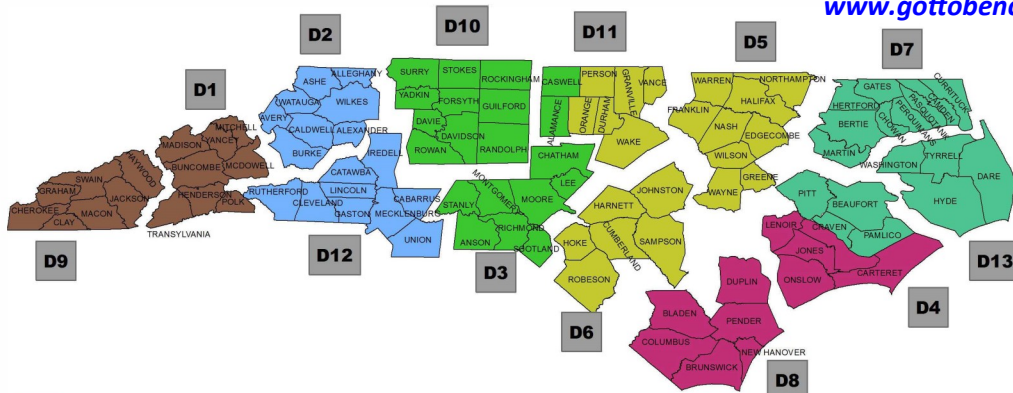 www.gottobenc
D2
D10
D11
D5
D7
D1
ASHE
ALLEGHANY
WATAUGA
WILKES
AVERY
CALDWELL
ALEXANDER
BURKE
SURRY
STOKES
ROCKINGHAM
YADKIN
FORSYTH
GUILFORD
DAVIE
DAVIDSON
ROWAN
RANDOLPH
CASWELL
PERSON
GRANVILLE
VANCE
ALAMANCE
ORANGE
DURHAM
WAKE
WARREN
NORTHAMPTON
FRANKLIN
HALIFAX
NASH
EDGECOMBE
WILSON
GREENE
WAYNE
GATES
CURRITUCK
CAMDEN
PASQUOTANK
HERTFORD
PERQUIMANS
CHOWAN
BERTIE
MARTIN
WASHINGTON
TYRRELL
DARE
HYDE
MITCHELL
YANCEY
MADISON
BUNCOMBE
MCDOWELL
HENDERSON
POLK
TRANSYLVANIA
HAYWOOD
SWAIN
GRAHAM
JACKSON
CHEROKEE
MACON
CLAY
IREDELL
CATAWBA
RUTHERFORD
LINCOLN
CLEVELAND
CABARRUS
GASTON
MECKLENBURG
UNION
CHATHAM
LEE
MONTGOMERY
MOORE
STANLY
RICHMOND
ANSON
SCOTLAND
JOHNSTON
HARNETT
CUMBERLAND
SAMPSON
HOKE
ROBESON
PITT
BEAUFORT
CRAVEN
PAMLICO
LENOIR
JONES
CARTERET
ONSLOW
DUPLIN
BLADEN
PENDER
COLUMBUS
NEW HANOVER
BRUNSWICK
D9
D12
D3
D6
D8
D4
D13